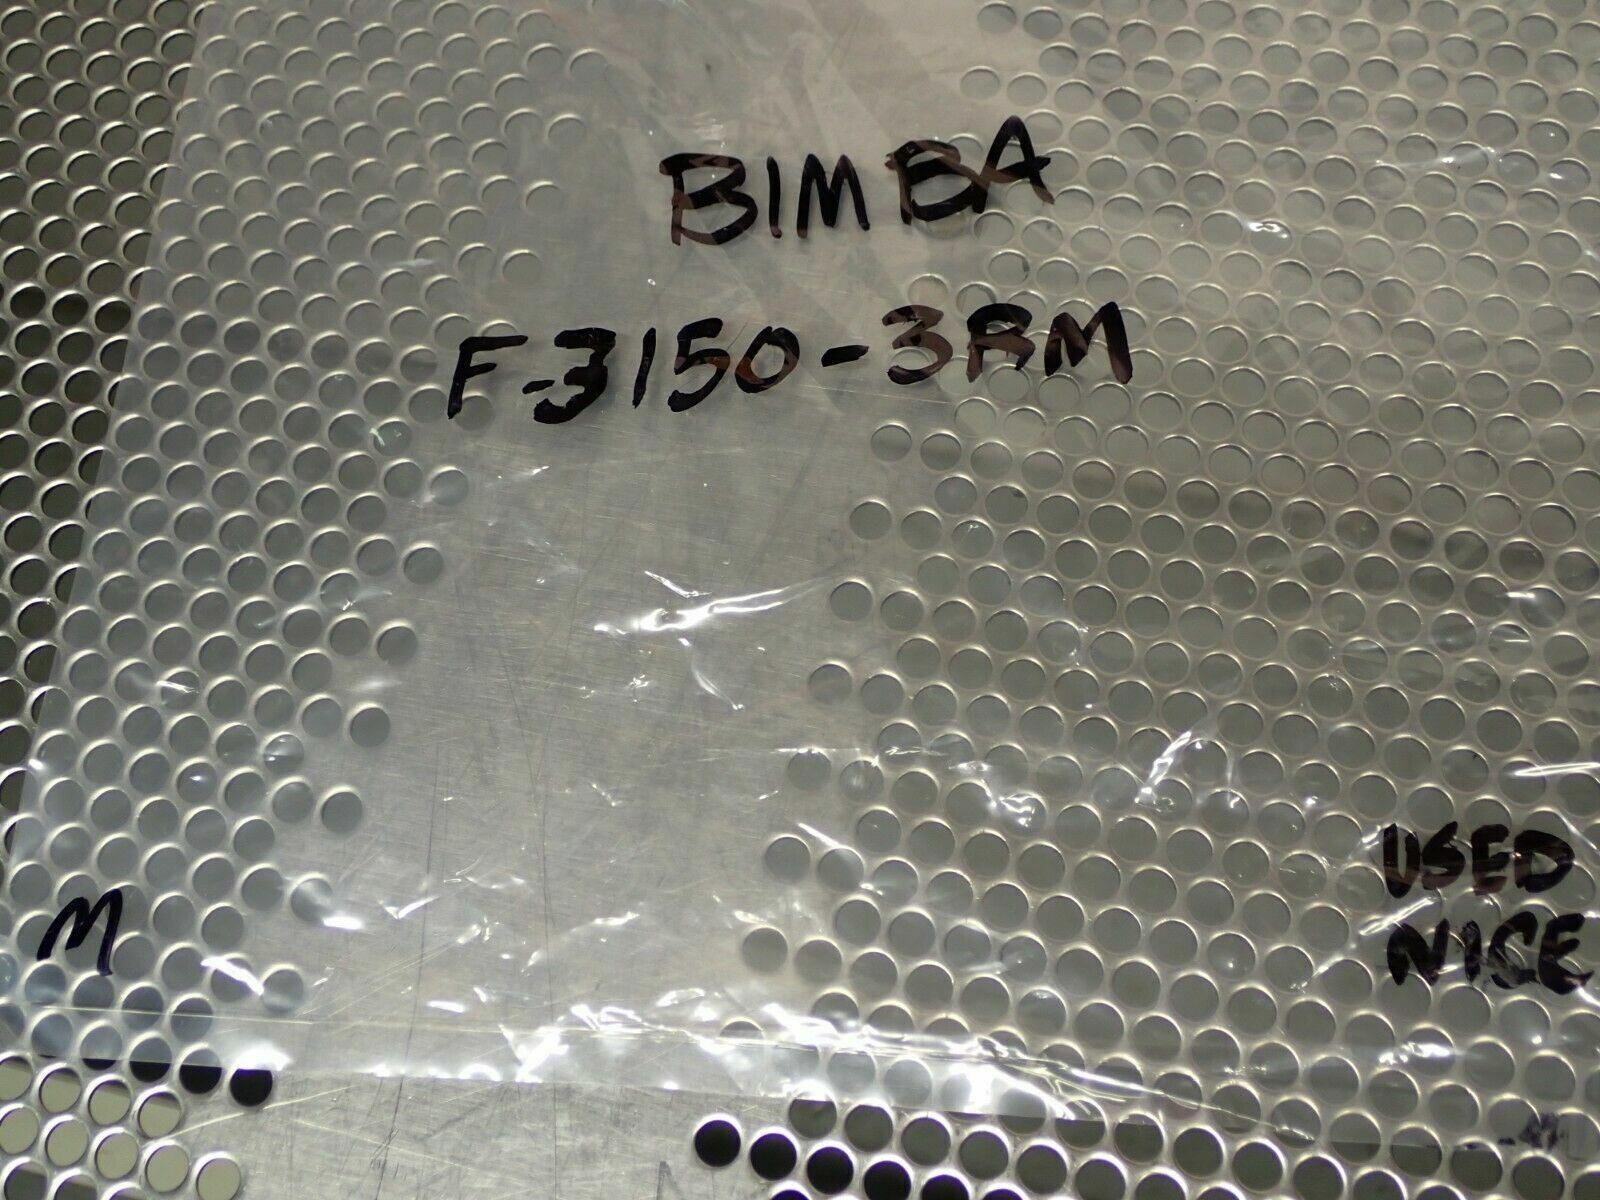 BIMBA
F-3150-3RM
USED
NICE
M